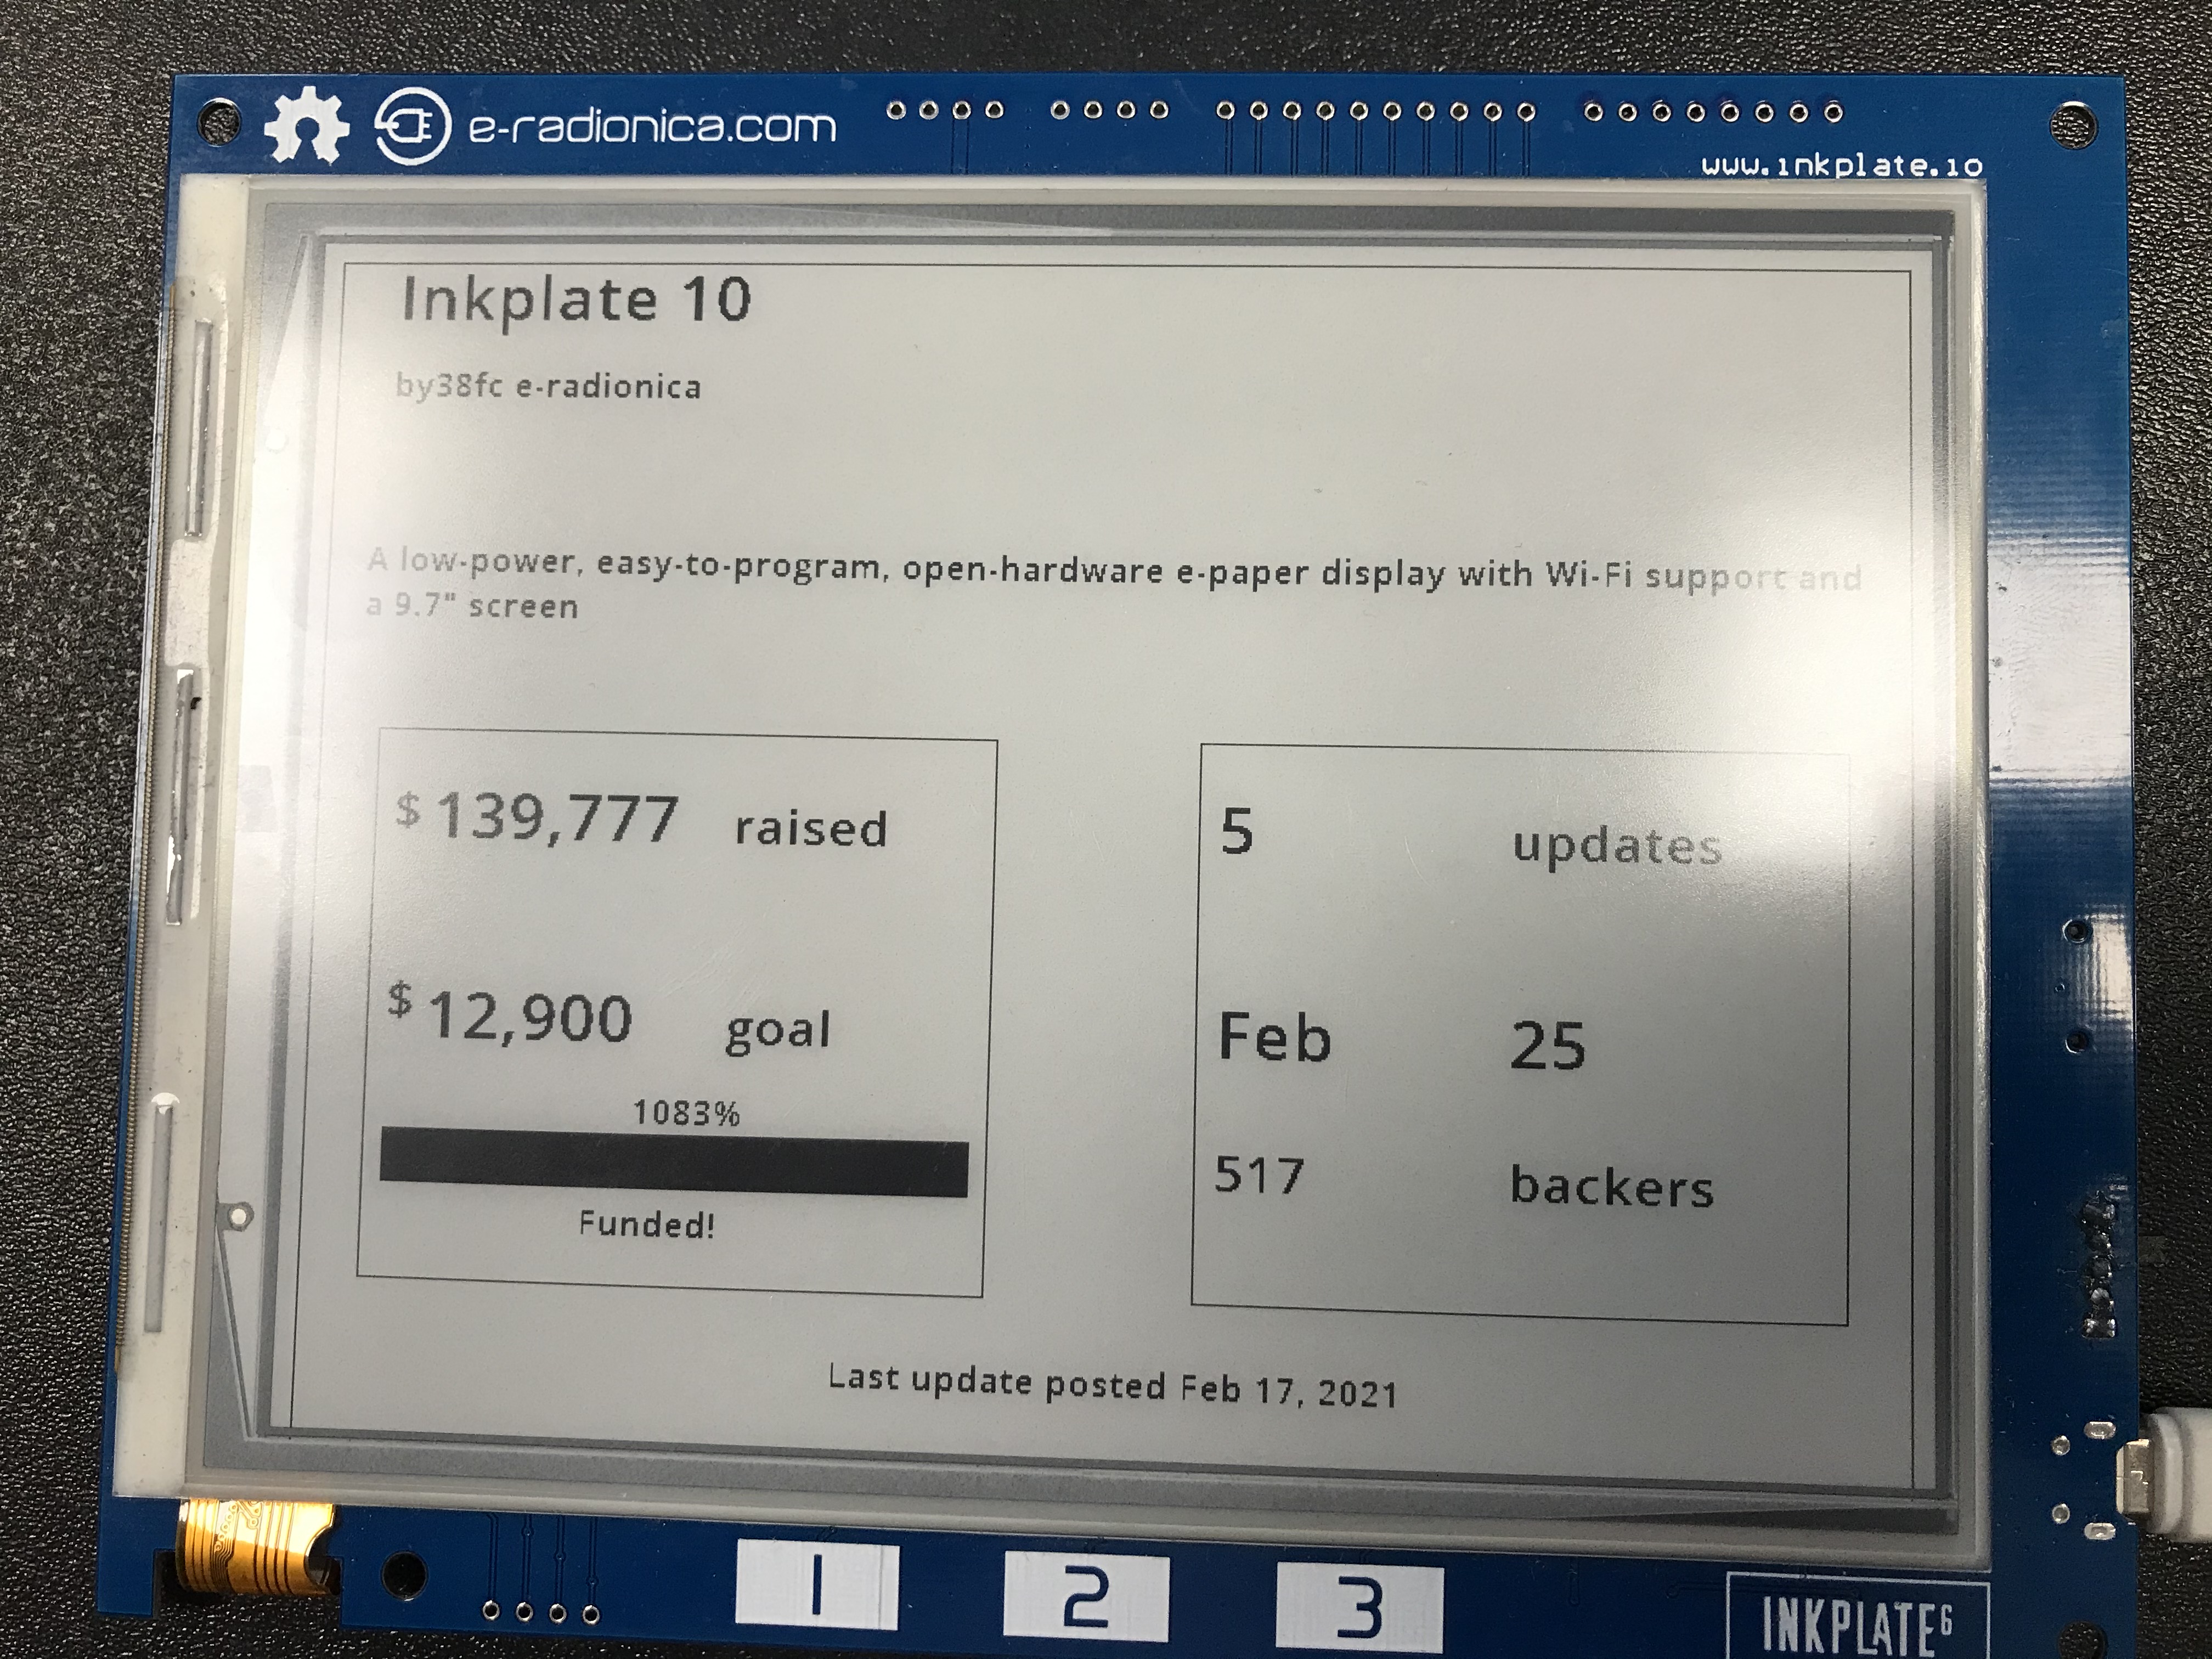 e-radionica.com
www.inkplate.io
Inkplate 10
by38fc e-radionica
A low-power, easy-to-program, open-hardware e-paper display with Wi-Fi support and
a 9.7" screen
$139,777 raised
$12,900 goal
1083%
Funded!
5 updates
Feb 25
517 backers
Last update posted Feb 17, 2021
1 2 3
INKPLATE6